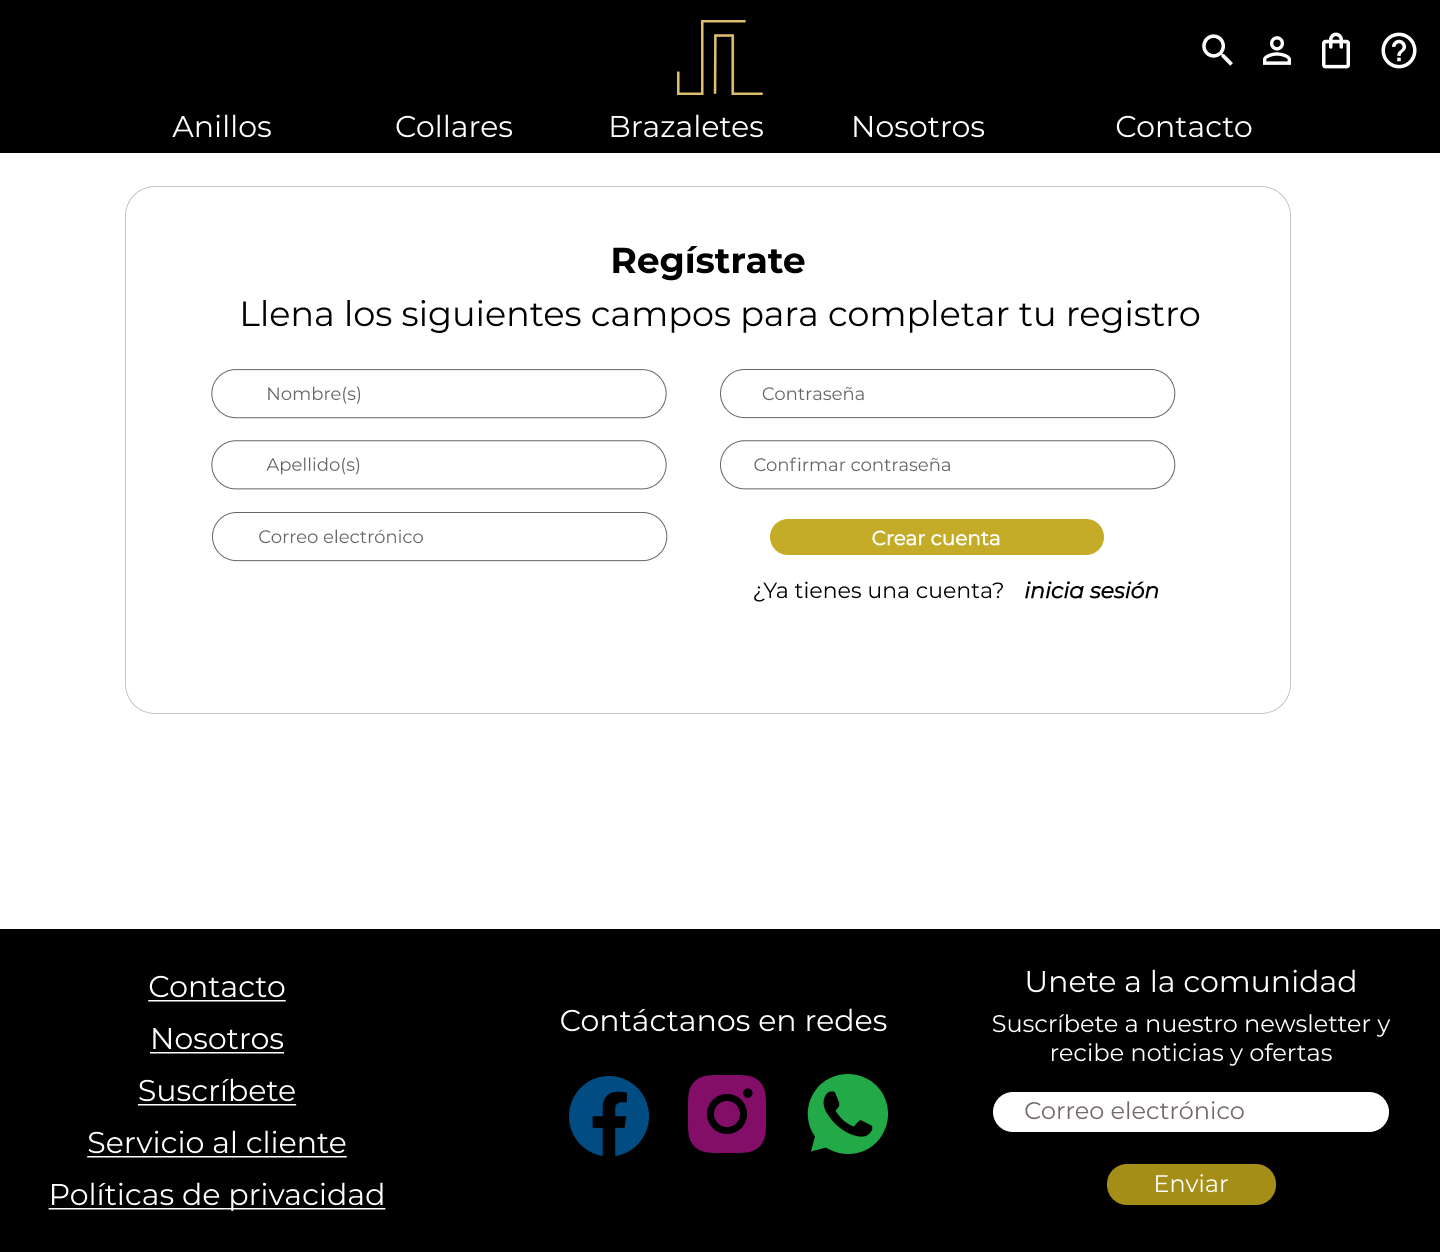 Anillos
Collares
Brazaletes
Nosotros
Contacto
Regístrate
Llena los siguientes campos para completar tu registro
Nombre(s)
Contraseña
Apellido(s)
Confirmar contraseña
Correo electrónico
Crear cuenta
¿Ya tienes una cuenta? inicia sesión
Contacto
Nosotros
Suscríbete
Servicio al cliente
Políticas de privacidad
Contáctanos en redes
Unete a la comunidad
Suscríbete a nuestro newsletter y
recibe noticias y ofertas
Correo electrónico
Enviar